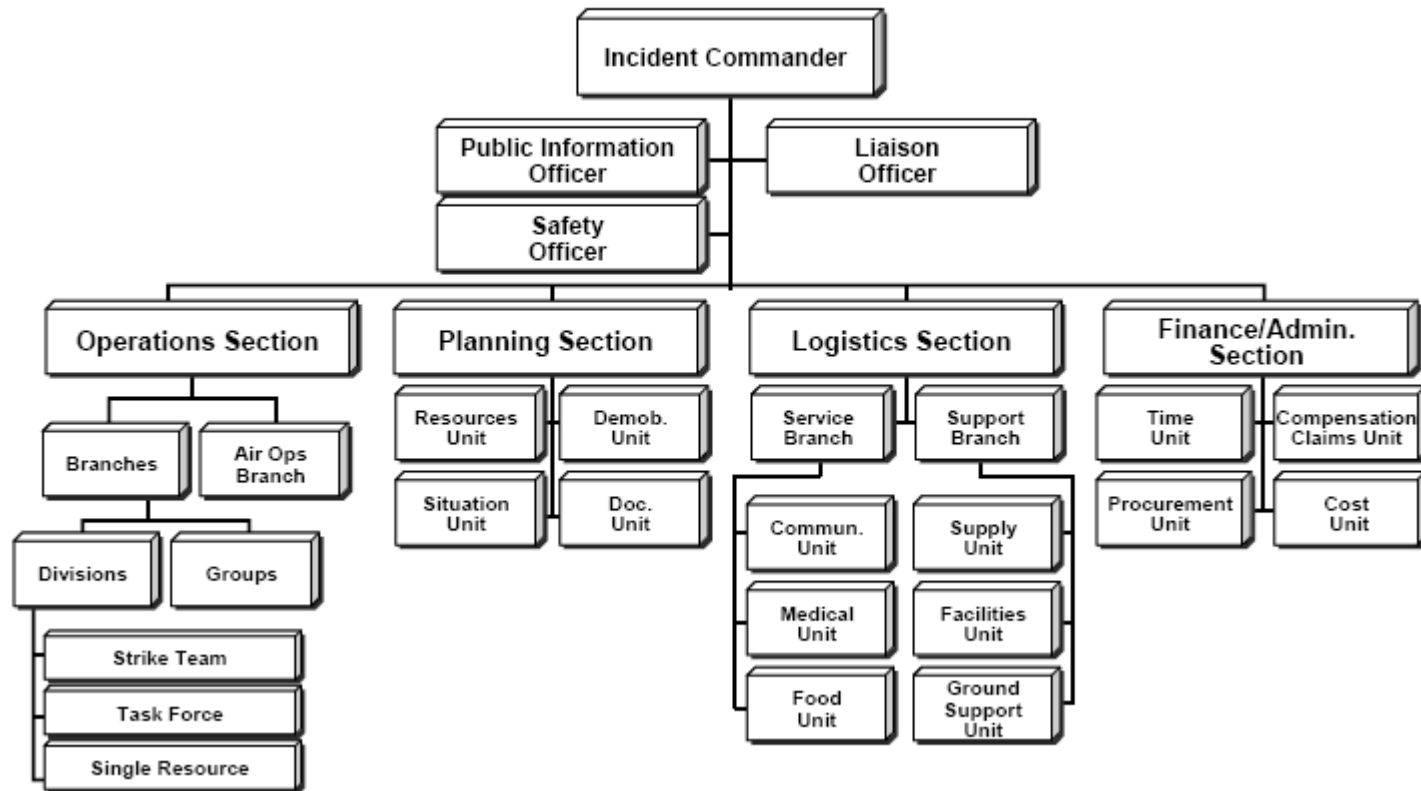 Incident Commander
Public Information
Officer
Liaison
Officer
Safety
Officer
Operations Section
Planning Section
Logistics Section
Finance/Admin.
Section
Branches
Air Ops
Branch
Divisions
Groups
Strike Team
Task Force
Single Resource
Resources
Unit
Demob.
Unit
Situation
Unit
Doc.
Unit
Service
Branch
Support
Branch
Commun.
Unit
Supply
Unit
Medical
Unit
Facilities
Unit
Food
Unit
Ground
Support
Unit
Time
Unit
Compensation
Claims Unit
Procurement
Unit
Cost
Unit